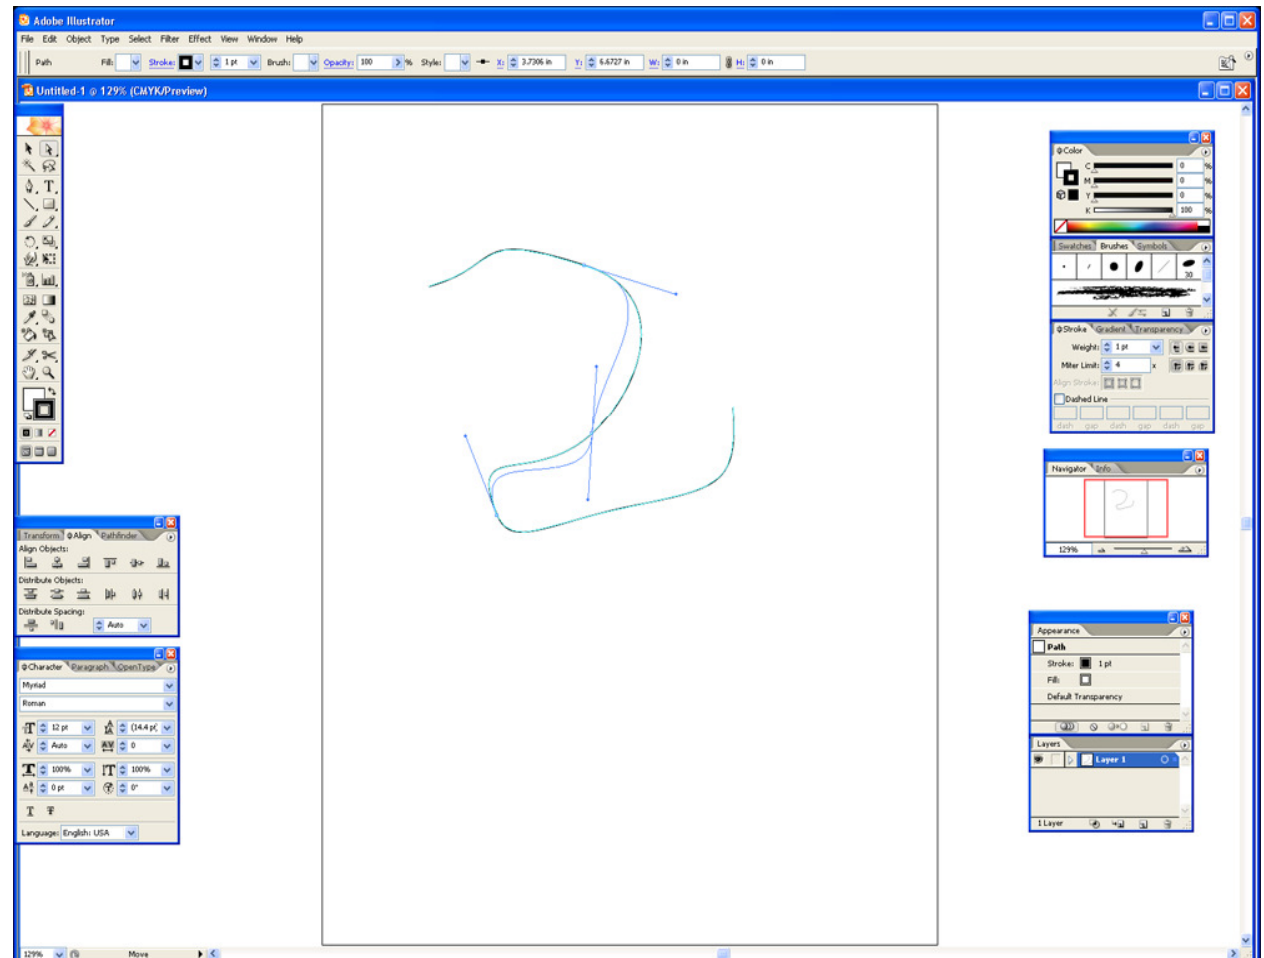 Adobe Illustrator
File Edit Object Type Select Filter Effect View Window Help
Path Fill: Stroke: 1 pt Brush: Opacity: 100 % Style: X: 3.7306 in Y: 6.6727 in W: 0 in H: 0 in
Untitled-1 @ 129% (CMYK/Preview)
Color
C 0 %
M 0 %
Y 0 %
K 100 %
Swatches Brushes Symbols
30
Stroke Gradient Transparency
Weight: 1 pt
Miter Limit: 4 x
Align Stroke:
Dashed Line
dash gap dash gap dash gap
Navigator Info
129%
Transform Align Pathfinder
Align Objects:
Distribute Objects:
Distribute Spacing:
Auto
Character Paragraph OpenType
Myriad
Roman
12 pt (14.4 pt)
Auto 0
100% 100%
0 pt 0°
Language: English: USA
Appearance
Path
Stroke: 1 pt
Fill:
Default Transparency
Layers
Layer 1
1 Layer
129% Move